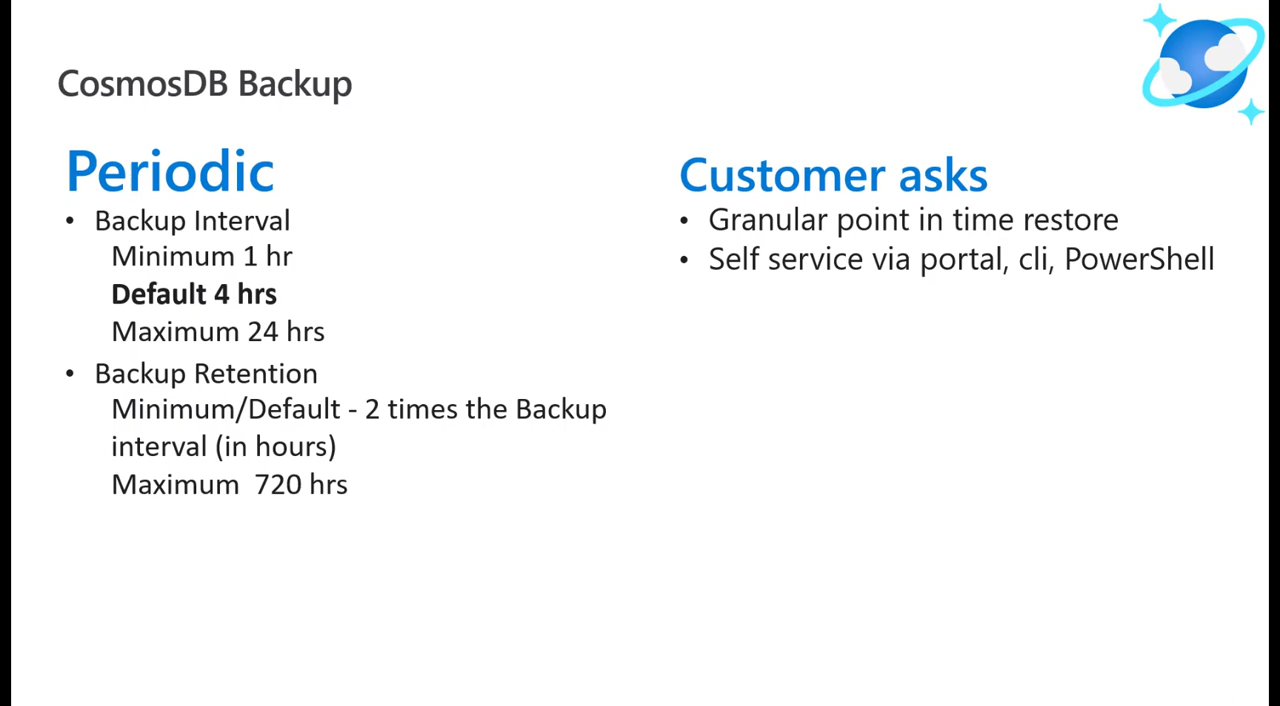 CosmosDB Backup
Periodic
• Backup Interval
Minimum 1 hr
Default 4 hrs
Maximum 24 hrs
• Backup Retention
Minimum/Default - 2 times the Backup
interval (in hours)
Maximum  720 hrs
Customer asks
• Granular point in time restore
• Self service via portal, cli, PowerShell